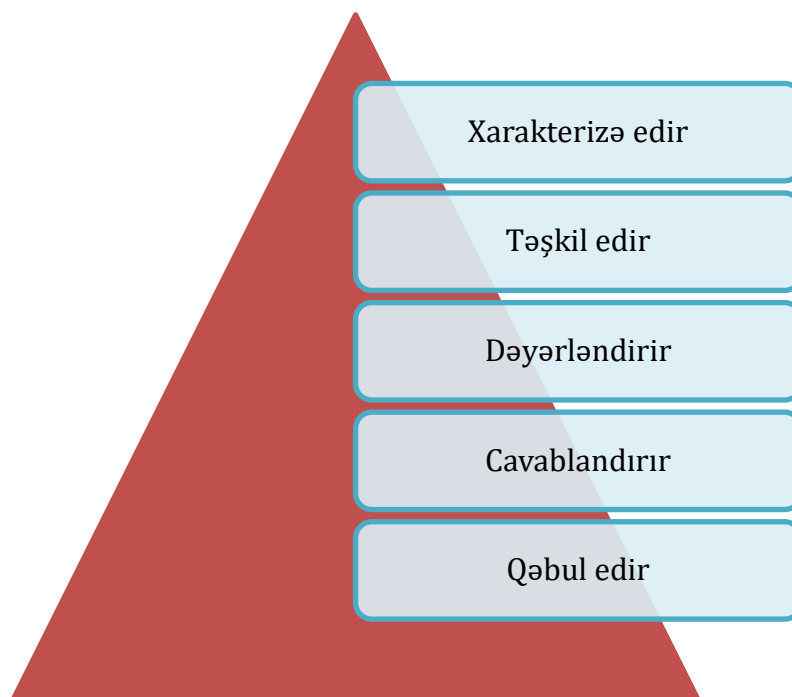 Xarakterizə edir
Təşkil edir
Dəyərləndirir
Cavablandırır
Qəbul edir